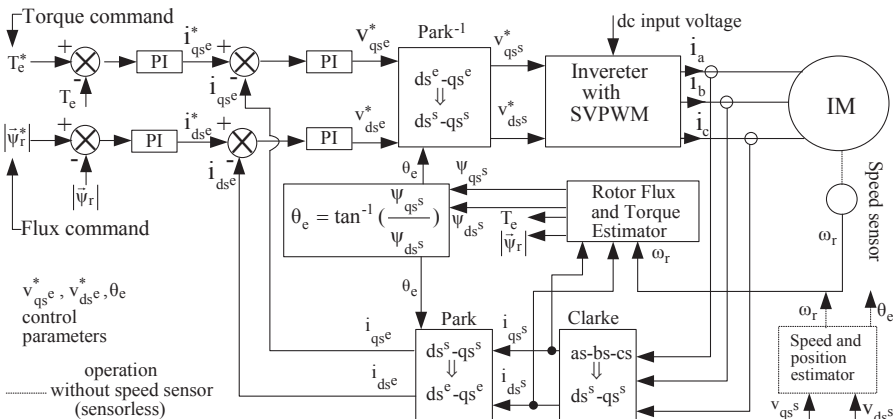 Torque command
T*e
+
-
Te
PI
i*qse
+
-
iqse
PI
v*qse
Park-1
dse-qse
⇓
dss-qss
v*qss
v*dss
dc input voltage
Invereter
with
SVPWM
ia
ib
ic
IM
Speed sensor
ωr
|ψ⃗*r|
+
-
|ψ⃗r|
Flux command
PI
i*dse
-
idse
PI
v*dse
θe
θe = tan-1 (ψqss / ψdss)
θe
ψqss
ψdss
Te
|ψ⃗r|
Rotor Flux
and Torque
Estimator
ωr
v*qse, v*dse, θe
control
parameters
operation
without speed sensor
(sensorless)
iqse
idse
Park
dss-qss
⇓
dse-qse
iqss
idss
Clarke
as-bs-cs
⇓
dss-qss
ωr
θe
Speed and
position
estimator
vqss
vdss